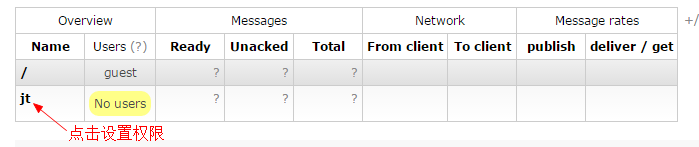 Overview Messages Network Message rates +/
Name Users (?) Ready Unacked Total From client To client publish deliver / get
/ guest ? ? ?
jt No users ? ? ?
点击设置权限